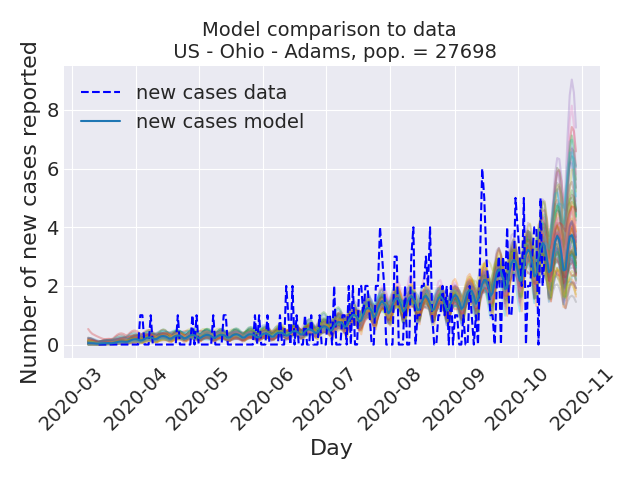 Model comparison to data
US - Ohio - Adams, pop. = 27698
new cases data
new cases model
Number of new cases reported
8
6
4
2
0
2020-03
2020-04
2020-05
2020-06
2020-07
2020-08
2020-09
2020-10
2020-11
Day